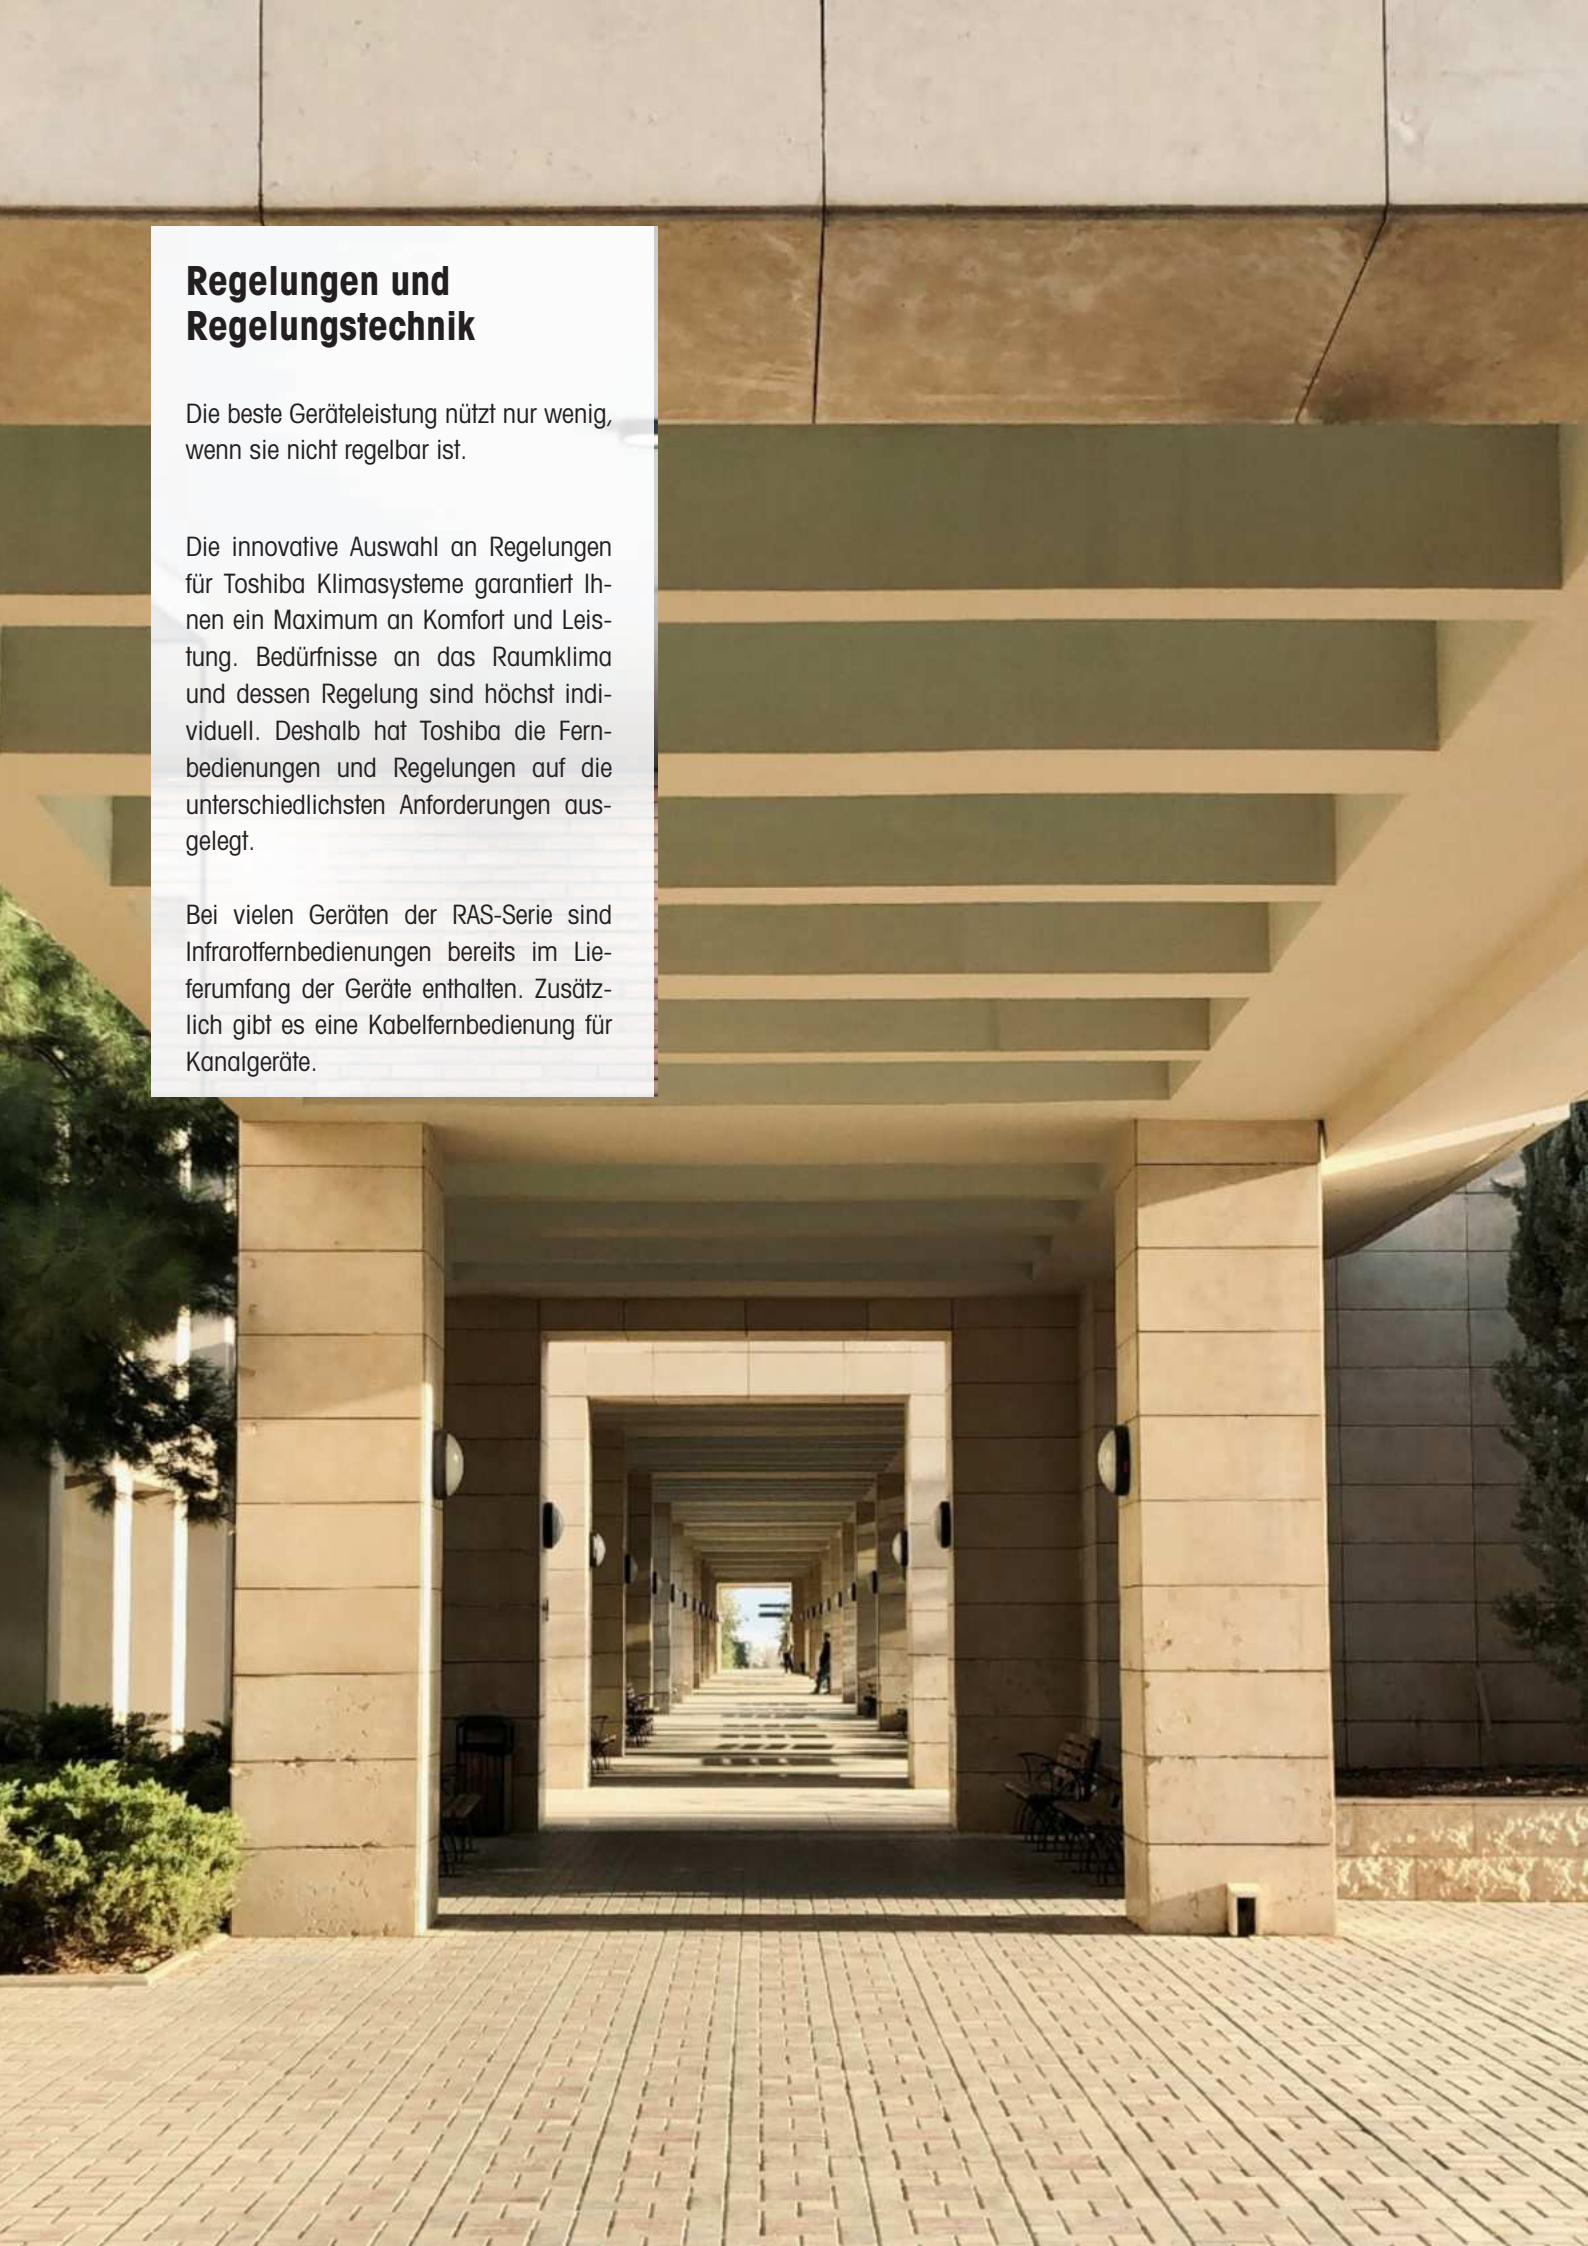 Regelungen und
Regelungstechnik
Die beste Geräteleistung nützt nur wenig,
wenn sie nicht regelbar ist.
Die innovative Auswahl an Regelungen
für Toshiba Klimasysteme garantiert Ih-
nen ein Maximum an Komfort und Leis-
tung. Bedürfnisse an das Raumklima
und dessen Regelung sind höchst indi-
viduell. Deshalb hat Toshiba die Fern-
bedienungen und Regelungen auf die
unterschiedlichsten Anforderungen aus-
gelegt.
Bei vielen Geräten der RAS-Serie sind
Infrarotfernbedienungen bereits im Lie-
ferumfang der Geräte enthalten. Zusätz-
lich gibt es eine Kabelfernbedienung für
Kanalgeräte.